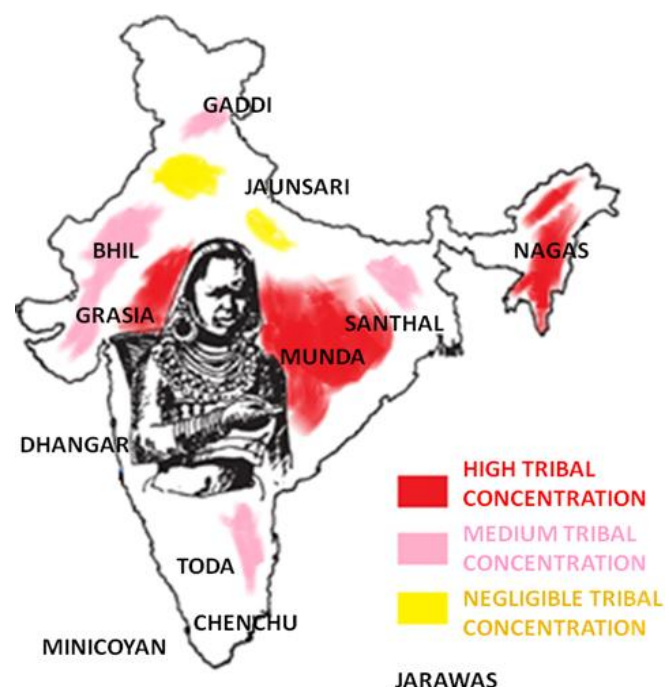 GADDI
JAUNSARI
BHIL
NAGAS
GRASIA
SANTHAL
MUNDA
DHANGAR
HIGH TRIBAL
CONCENTRATION
MEDIUM TRIBAL
CONCENTRATION
TODA
NEGLIGIBLE TRIBAL
CONCENTRATION
CHENCHU
MINICOYAN
JARAWAS